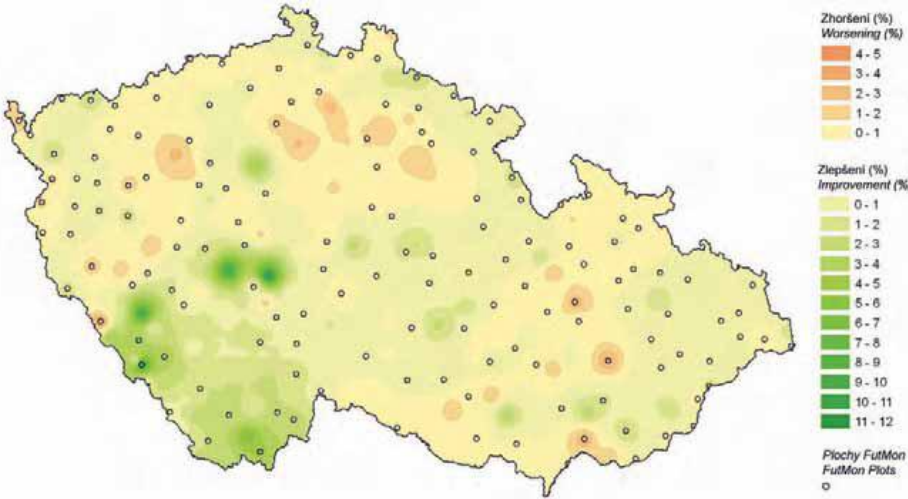 Zhoršení (%)
Worsening (%)
4 - 5
3 - 4
2 - 3
1 - 2
0 - 1
Zlepšení (%)
Improvement (%
0 - 1
1 - 2
2 - 3
3 - 4
4 - 5
5 - 6
6 - 7
7 - 8
8 - 9
9 - 10
10 - 11
11 - 12
Plochy FutMon
FutMon Plots